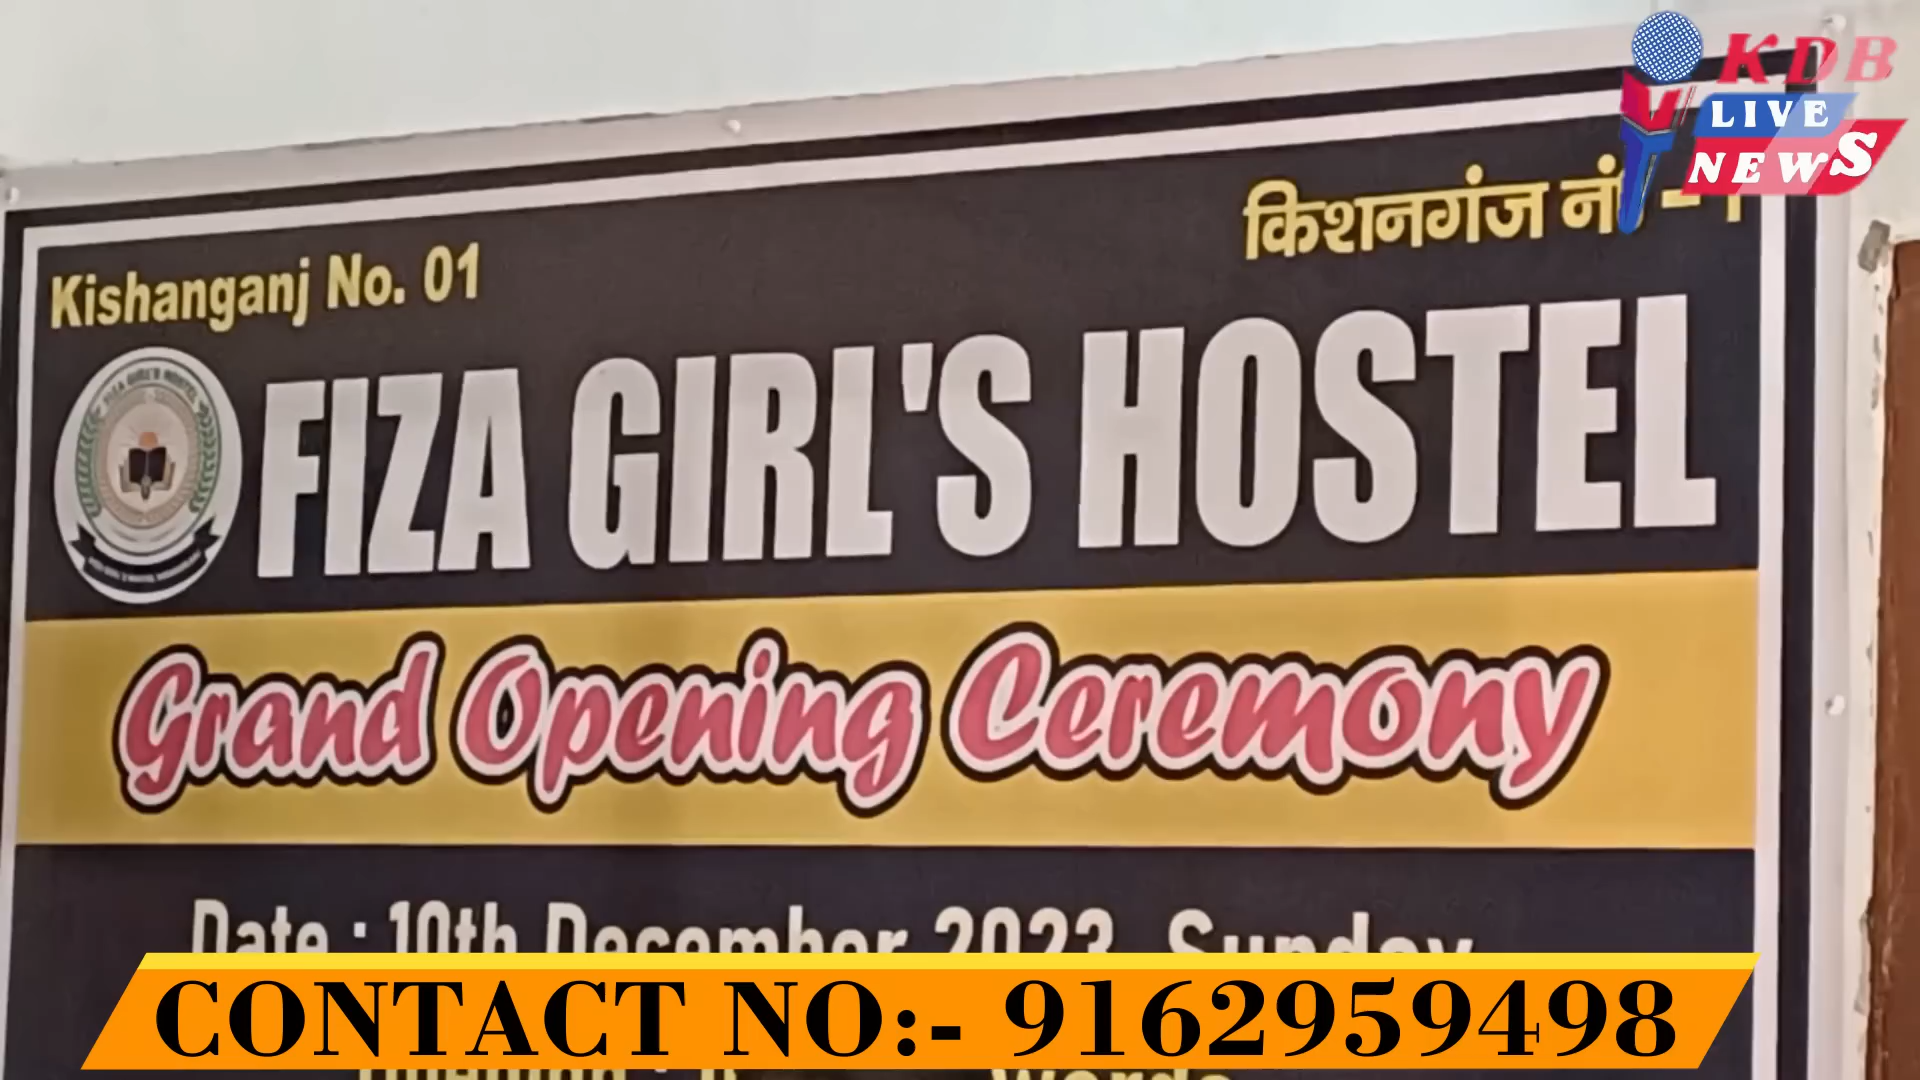 KDB
LIVE
NEWS
Kishanganj No. 01
किशनगंज
FIZA GIRL'S HOSTEL
Grand Opening Ceremony
Date : 10th December 2023, Sunday
CONTACT NO:- 9162959498